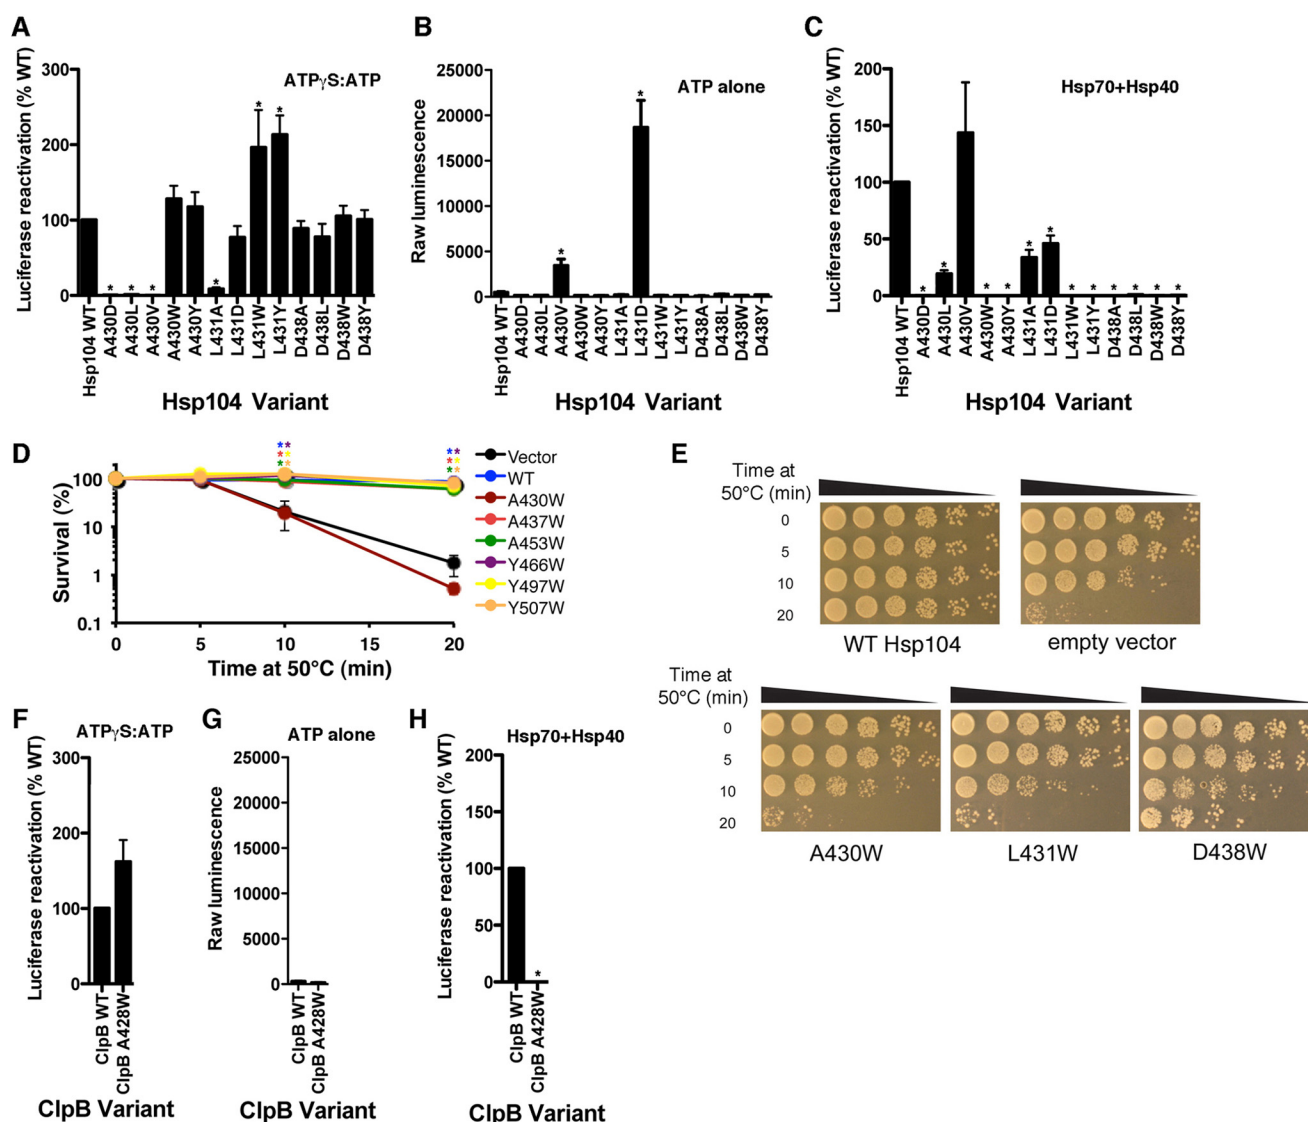 A
Luciferase reactivation (% WT)
300
200
100
0
ATPγS:ATP
*
*
*
*
*
*
Hsp104 WT
A430D
A430L
A430V
A430W
A430Y
L431A
L431D
L431W
L431Y
D438A
D438L
D438W
D438Y
Hsp104 Variant
B
Raw luminescence
25000
20000
15000
10000
5000
0
ATP alone
*
*
Hsp104 WT
A430D
A430L
A430V
A430W
A430Y
L431A
L431D
L431W
L431Y
D438A
D438L
D438W
D438Y
Hsp104 Variant
C
Luciferase reactivation (% WT)
200
150
100
50
0
Hsp70+Hsp40
* * * * * * * * * * * *
Hsp104 WT
A430D
A430L
A430V
A430W
A430Y
L431A
L431D
L431W
L431Y
D438A
D438L
D438W
D438Y
Hsp104 Variant
D
Survival (%)
100
10
1
0.1
0 5 10 15 20
Time at 50°C (min)
**
**
**
**
**
**
Vector
WT
A430W
A437W
A453W
Y466W
Y497W
Y507W
E
Time at
50°C (min)
0
5
10
20
WT Hsp104
empty vector
Time at
50°C (min)
0
5
10
20
A430W
L431W
D438W
F
ATPγS:ATP
Luciferase reactivation (% WT)
300
200
100
0
ClpB WT
ClpB A428W
ClpB Variant
G
ATP alone
Raw luminescence
25000
20000
15000
10000
5000
0
ClpB WT
ClpB A428W
ClpB Variant
H
Hsp70+Hsp40
Luciferase reactivation (% WT)
200
150
100
50
0
*
ClpB WT
ClpB A428W
ClpB Variant